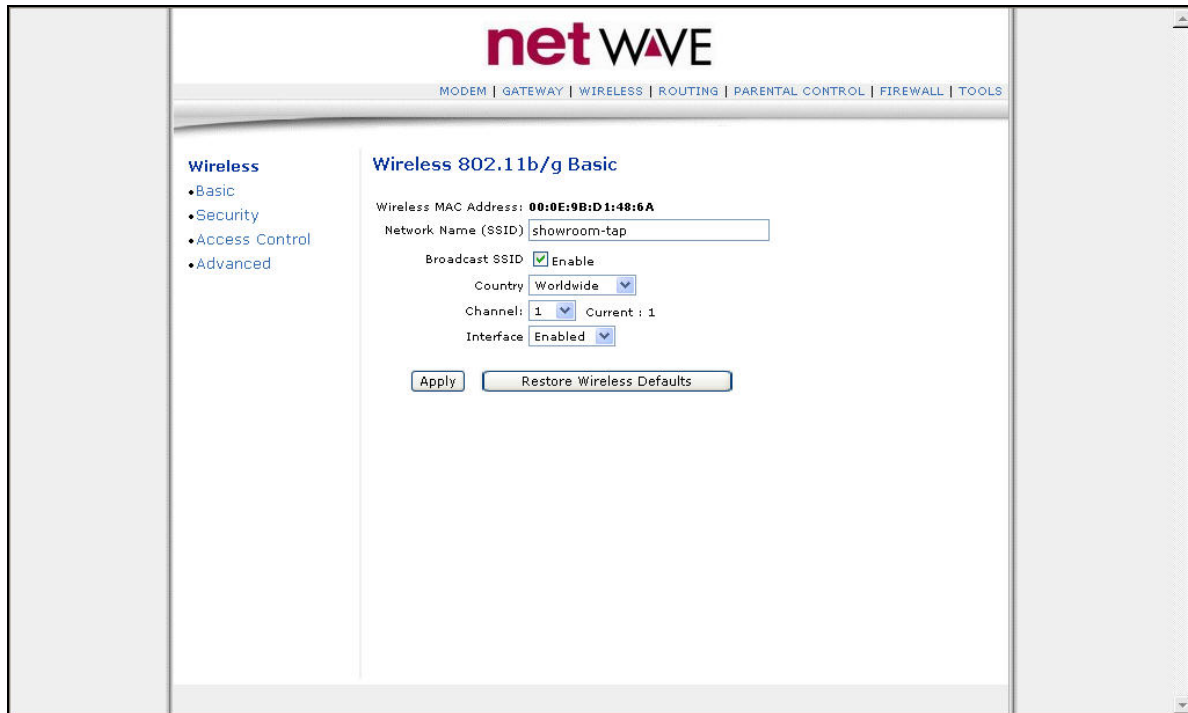 net WAVE
MODEM | GATEWAY | WIRELESS | ROUTING | PARENTAL CONTROL | FIREWALL | TOOLS
Wireless
•Basic
•Security
•Access Control
•Advanced
Wireless 802.11b/g Basic
Wireless MAC Address: 00:0E:9B:D1:48:6A
Network Name (SSID) showroom-tap
Broadcast SSID Enable
Country Worldwide
Channel: 1 Current : 1
Interface Enabled
Apply Restore Wireless Defaults